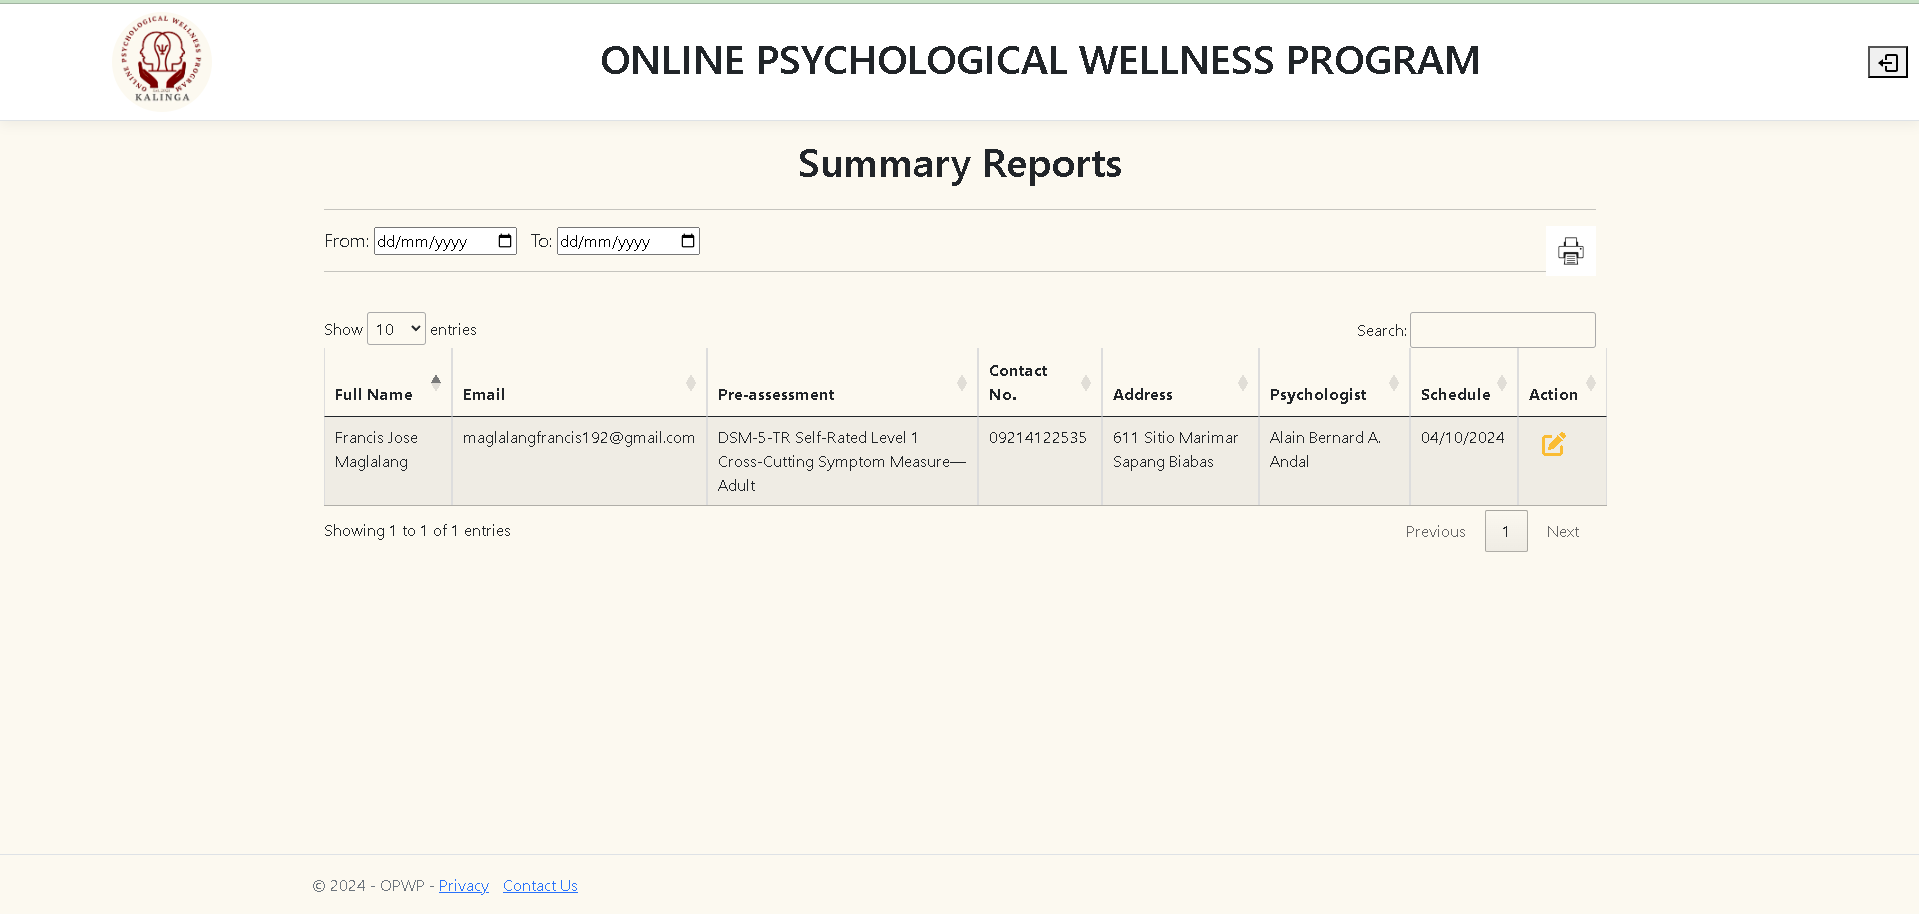 ONLINE PSYCHOLOGICAL WELLNESS PROGRAM
KALINGA
ONLINE PSYCHOLOGICAL WELLNESS PROGRAM
Summary Reports
From: dd/mm/yyyy To: dd/mm/yyyy
Show 10 entries
Search:
Full Name Email Pre-assessment Contact No. Address Psychologist Schedule Action
Francis Jose Maglalang maglalangfrancis192@gmail.com DSM-5-TR Self-Rated Level 1 Cross-Cutting Symptom Measure—Adult 09214122535 611 Sitio Marimar Sapang Biabas Alain Bernard A. Andal 04/10/2024
Showing 1 to 1 of 1 entries
Previous 1 Next
© 2024 - OPWP - Privacy Contact Us